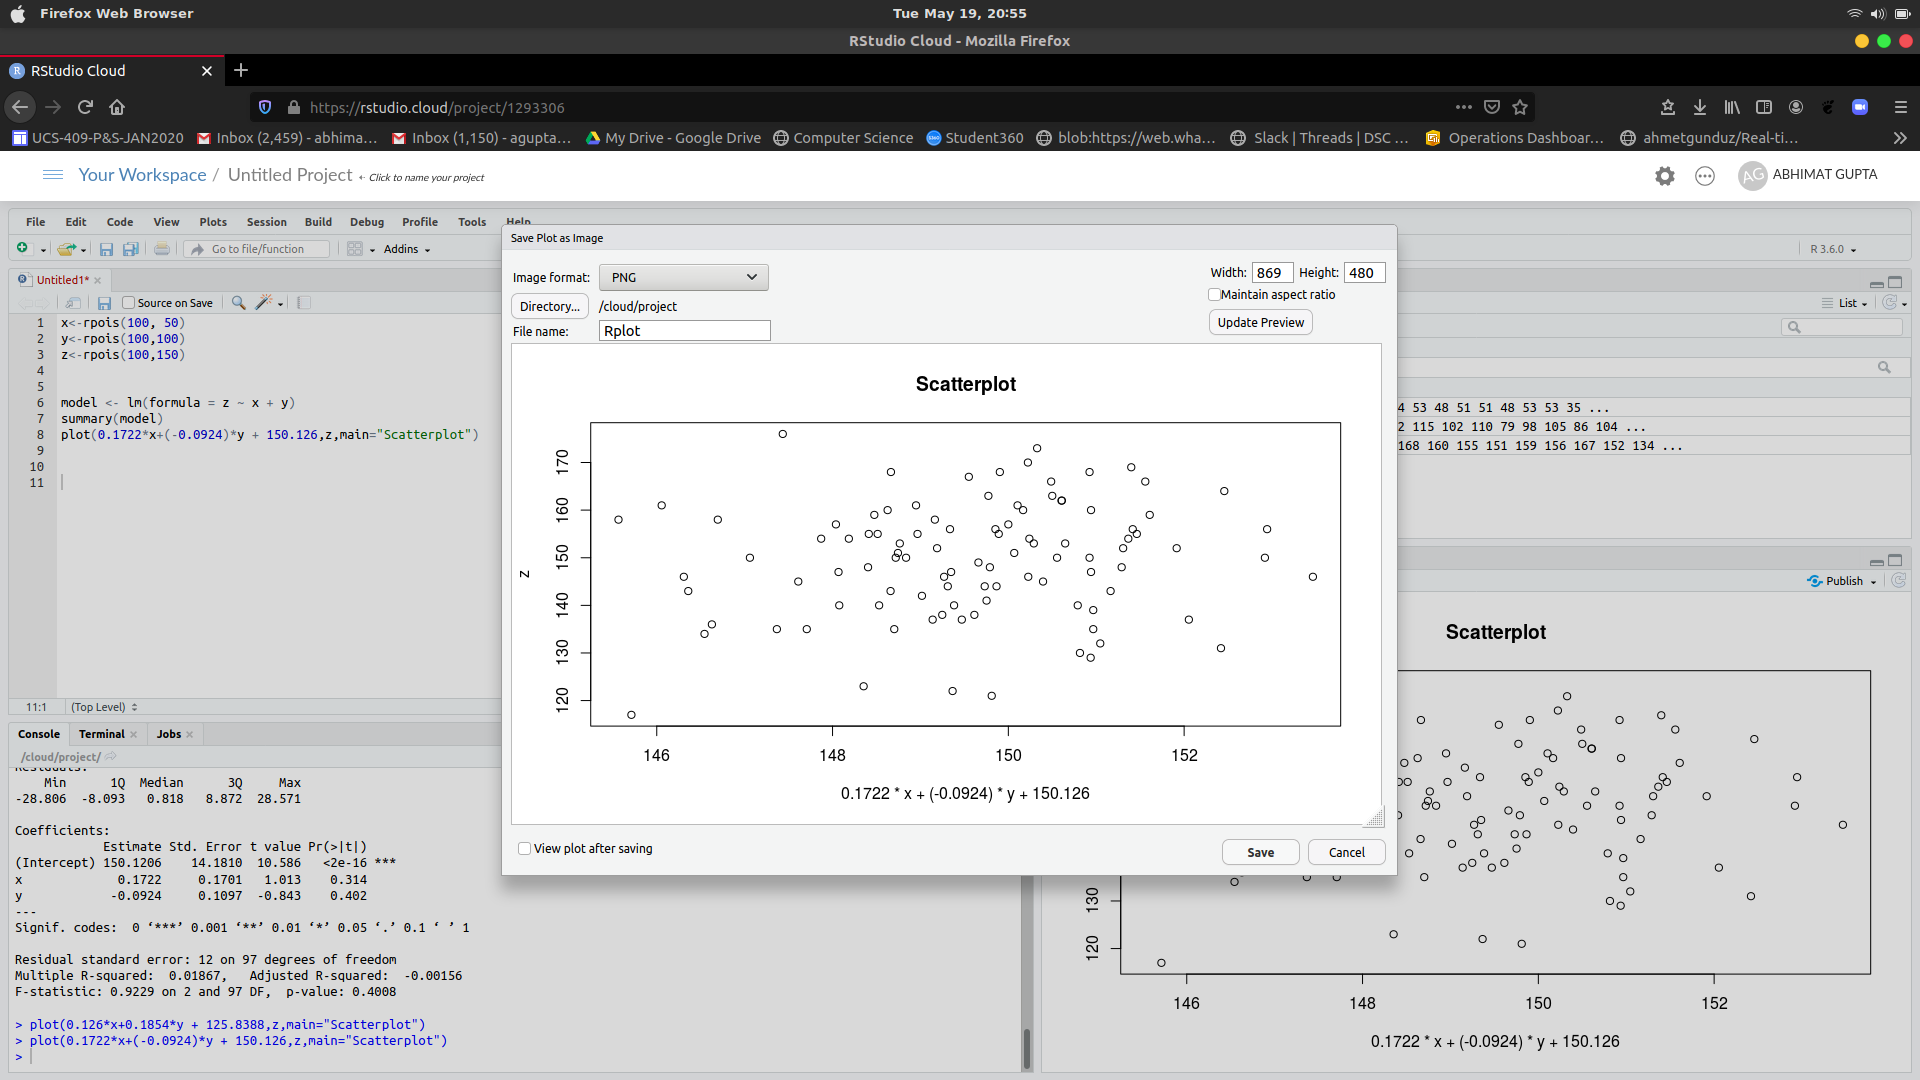 Firefox Web Browser
Tue May 19, 20:55
RStudio Cloud - Mozilla Firefox
RStudio Cloud
https://rstudio.cloud/project/1293306
UCS-409-P&S-JAN2020
Inbox (2,459) - abhima...
Inbox (1,150) - agupta...
My Drive - Google Drive
Computer Science
Student360
blob:https://web.wha...
Slack | Threads | DSC ...
Operations Dashboar...
ahmetgunduz/Real-ti...
Your Workspace / Untitled Project
Click to name your project
AG ABHIMAT GUPTA
File Edit Code View Plots Session Build Debug Profile Tools Help
Go to file/function
Addins
R 3.6.0
Untitled1*
Source on Save
1 x<-rpois(100, 50)
2 y<-rpois(100,100)
3 z<-rpois(100,150)
4
5
6 model <- lm(formula = z ~ x + y)
7 summary(model)
8 plot(0.1722*x+(-0.0924)*y + 150.126,z,main="Scatterplot")
9
10
11
11:1 (Top Level)
Console Terminal Jobs
/cloud/project/
Residuals:
Min 1Q Median 3Q Max
-28.806 -8.093 0.818 8.872 28.571
Coefficients:
Estimate Std. Error t value Pr(>|t|)
(Intercept) 150.1206 14.1810 10.586 <2e-16 ***
x 0.1722 0.1701 1.013 0.314
y -0.0924 0.1097 -0.843 0.402
---
Signif. codes: 0 ‘***’ 0.001 ‘**’ 0.01 ‘*’ 0.05 ‘.’ 0.1 ‘ ’ 1
Residual standard error: 12 on 97 degrees of freedom
Multiple R-squared: 0.01867, Adjusted R-squared: -0.00156
F-statistic: 0.9229 on 2 and 97 DF, p-value: 0.4008
> plot(0.126*x+0.1854*y + 125.8388,z,main="Scatterplot")
> plot(0.1722*x+(-0.0924)*y + 150.126,z,main="Scatterplot")
>
Save Plot as Image
Image format: PNG
Directory... /cloud/project
File name: Rplot
Width: 869 Height: 480
Maintain aspect ratio
Update Preview
Scatterplot
z
170
160
150
140
130
120
146 148 150 152
0.1722 * x + (-0.0924) * y + 150.126
View plot after saving
Save Cancel
List
4 53 48 51 51 48 53 53 35 ...
2 115 102 110 79 98 105 86 104 ...
168 160 155 151 159 156 167 152 134 ...
Publish
Scatterplot
130
120
146 148 150 152
0.1722 * x + (-0.0924) * y + 150.126